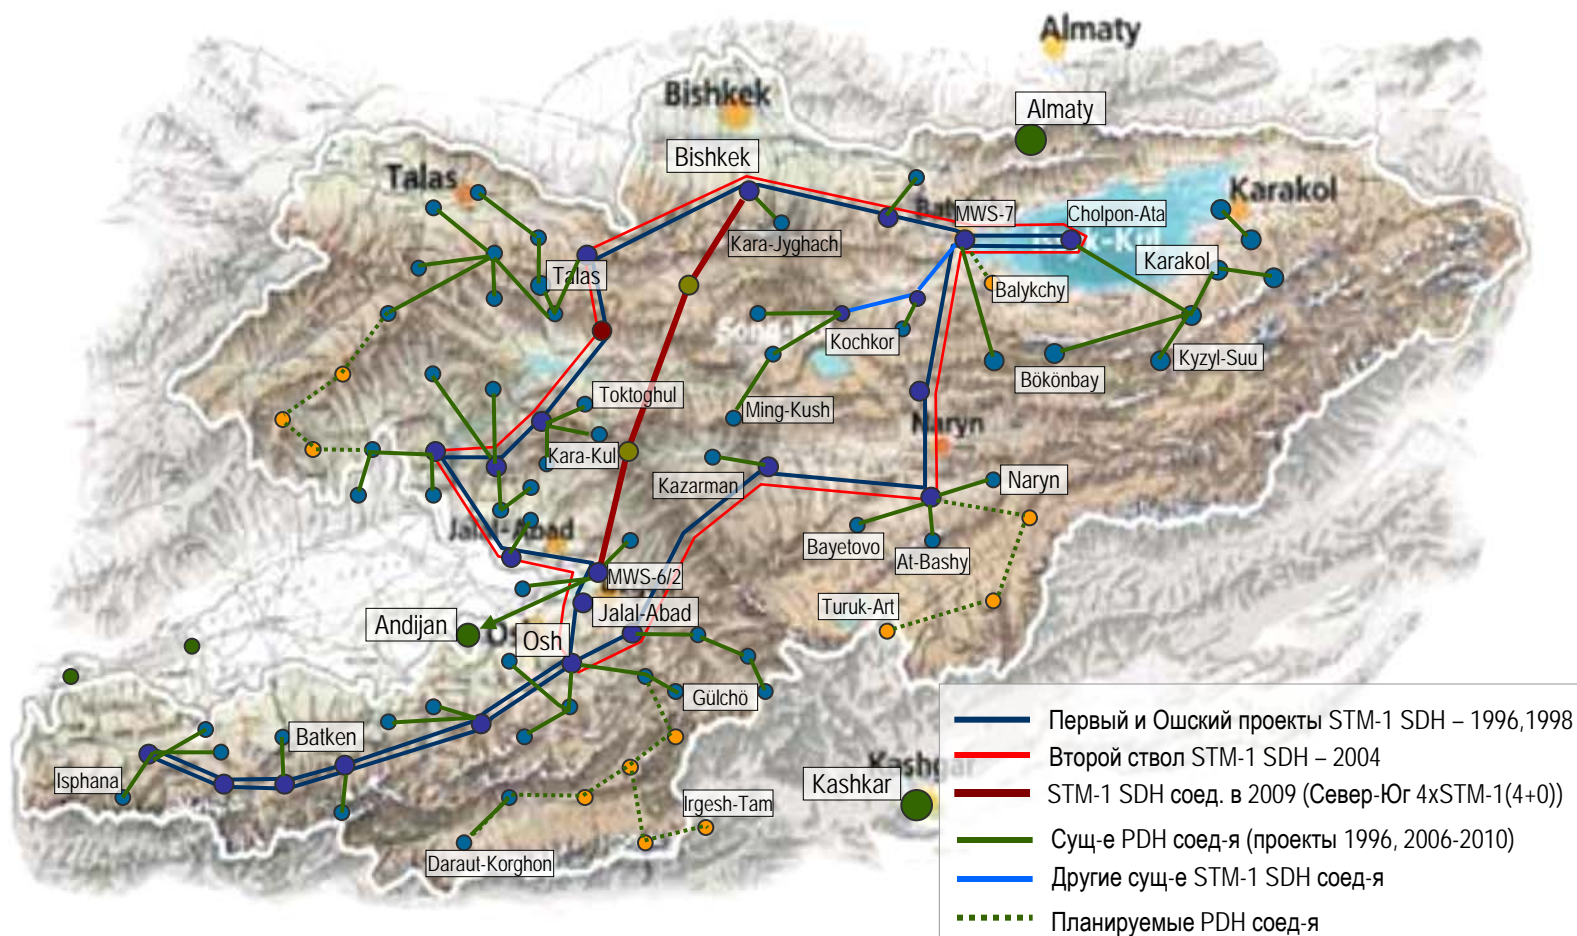 Almaty
Bishkek
Almaty
Bishkek
Talas
Karakol
MWS-7
Cholpon-Ata
Kara-Jyghach
Karakol
Talas
Balykchy
Kochkor
Kyzyl-Suu
Bökönbay
Toktoghul
Ming-Kush
Naryn
Kara-Kul
Kazarman
Naryn
Jalal-Abad
Bayetovo
At-Bashy
MWS-6/2
Turuk-Art
Jalal-Abad
Andijan
Osh
Gülchö
Batken
Kashgar
Isphana
Kashkar
Irgesh-Tam
Daraut-Korghon
Первый и Ошский проекты STM-1 SDH – 1996,1998
Второй ствол STM-1 SDH – 2004
STM-1 SDH соед. в 2009 (Север-Юг 4xSTM-1(4+0))
Сущ-е PDH соед-я (проекты 1996, 2006-2010)
Другие сущ-е STM-1 SDH соед-я
Планируемые PDH соед-я